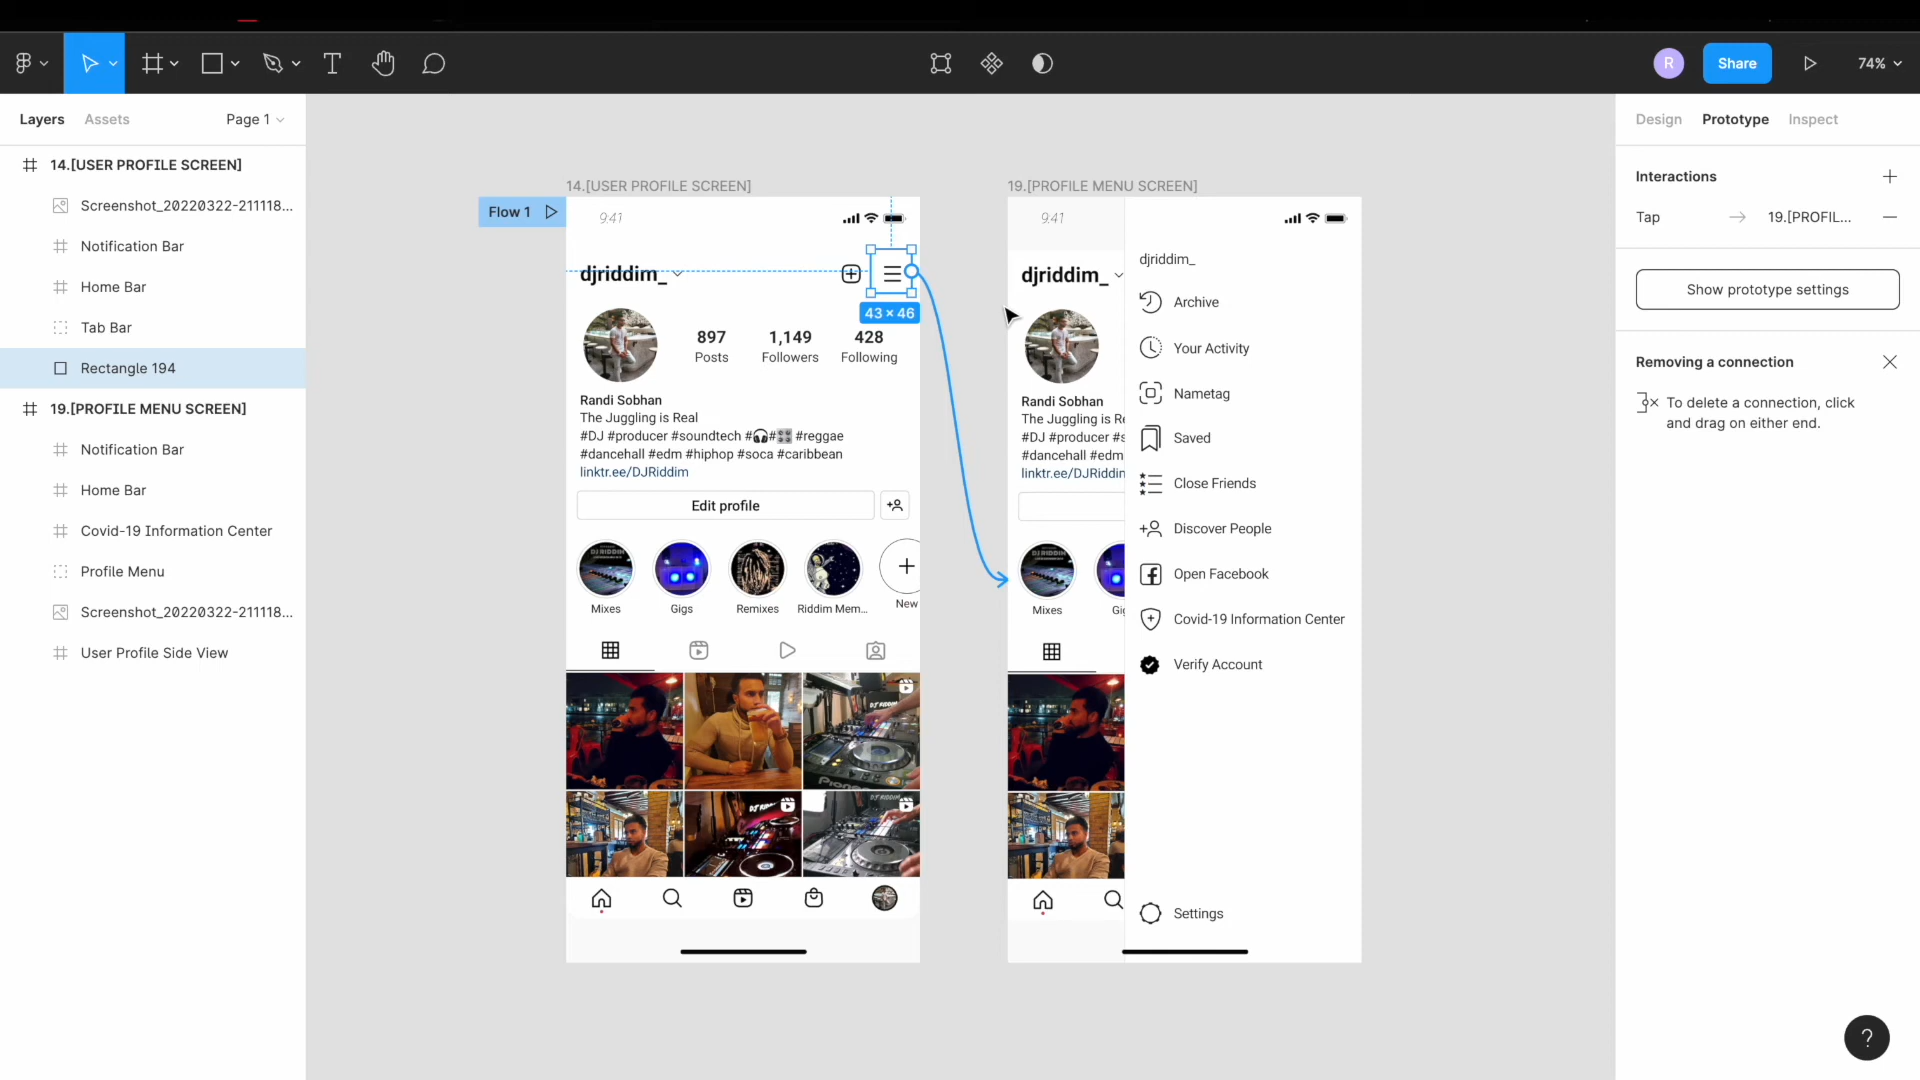 R
Share
74%
Layers
Assets
Page 1
14.[USER PROFILE SCREEN]
Screenshot_20220322-211118...
Notification Bar
Home Bar
Tab Bar
Rectangle 194
19.[PROFILE MENU SCREEN]
Notification Bar
Home Bar
Covid-19 Information Center
Profile Menu
Screenshot_20220322-211118...
User Profile Side View
14.[USER PROFILE SCREEN]
Flow 1
9:41
djriddim_
43 × 46
897
Posts
1,149
Followers
428
Following
Randi Sobhan
The Juggling is Real
#DJ #producer #soundtech #🎧#🎛️ #reggae
#dancehall #edm #hiphop #soca #caribbean
linktr.ee/DJRiddim
Edit profile
Mixes
Gigs
Remixes
Riddim Mem...
New
19.[PROFILE MENU SCREEN]
9:41
djriddim_
Randi Sobhan
The Juggling is Re
#DJ #producer #s
#dancehall #edm
linktr.ee/DJRiddim
Mixes
Gig
djriddim_
Archive
Your Activity
Nametag
Saved
Close Friends
Discover People
Open Facebook
Covid-19 Information Center
Verify Account
Settings
Design
Prototype
Inspect
Interactions
Tap
19.[PROFIL...
Show prototype settings
Removing a connection
To delete a connection, click
and drag on either end.
?